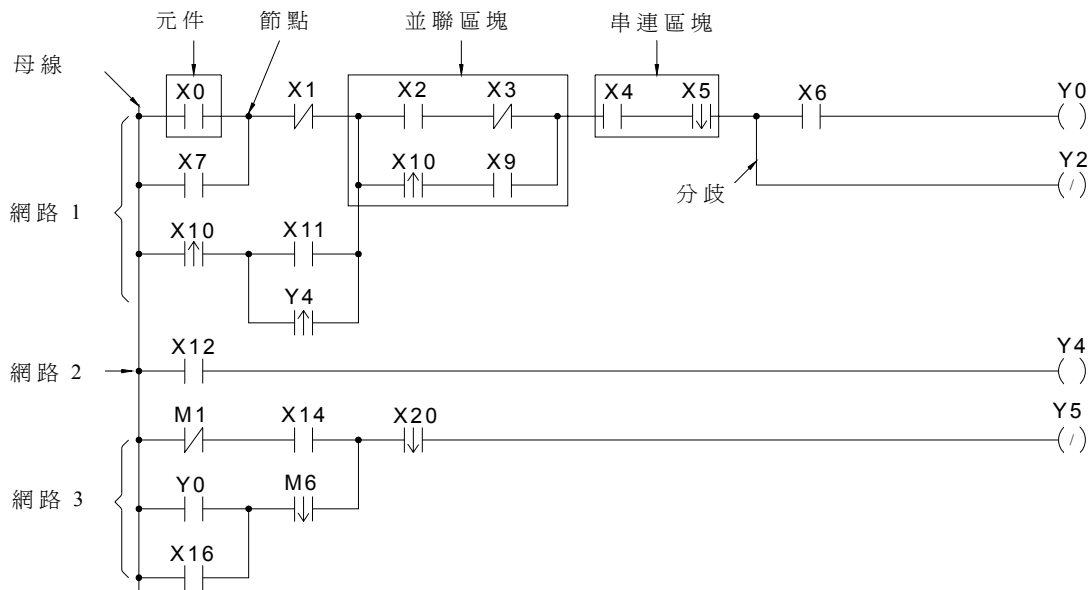 元件 節點 並聯區塊 串連區塊
母線
X0 X1 X2 X3 X4 X5 X6 Y0
X7 X10 X9 Y2
分歧
網路 1
X10 X11
Y4
X12 Y4
網路 2
M1 X14 X20 Y5
Y0 M6
網路 3
X16